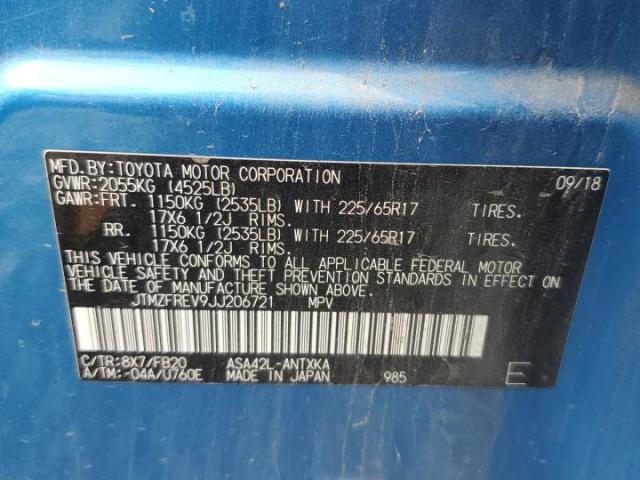 MFD.BY:TOYOTA MOTOR CORPORATION 09/18
GVWR:2055KG (4525LB)
GAWR:FRT. 1150KG (2535LB) WITH 225/65R17 TIRES.
17X6 1/2J RIMS.
RR. 1150KG (2535LB) WITH 225/65R17 TIRES.
17X6 1/2J RIMS.
THIS VEHICLE CONFORMS TO ALL APPLICABLE FEDERAL MOTOR
VEHICLE SAFETY AND THEFT PREVENTION STANDARDS IN EFFECT ON
THE DATE OF MANUFACTURE SHOWN ABOVE.
JTMZFREV9JJ206721 MPV
C/TR:8X7/FB20 ASA42L-ANTXKA
A/TM:-04A/U760E MADE IN JAPAN 985 E